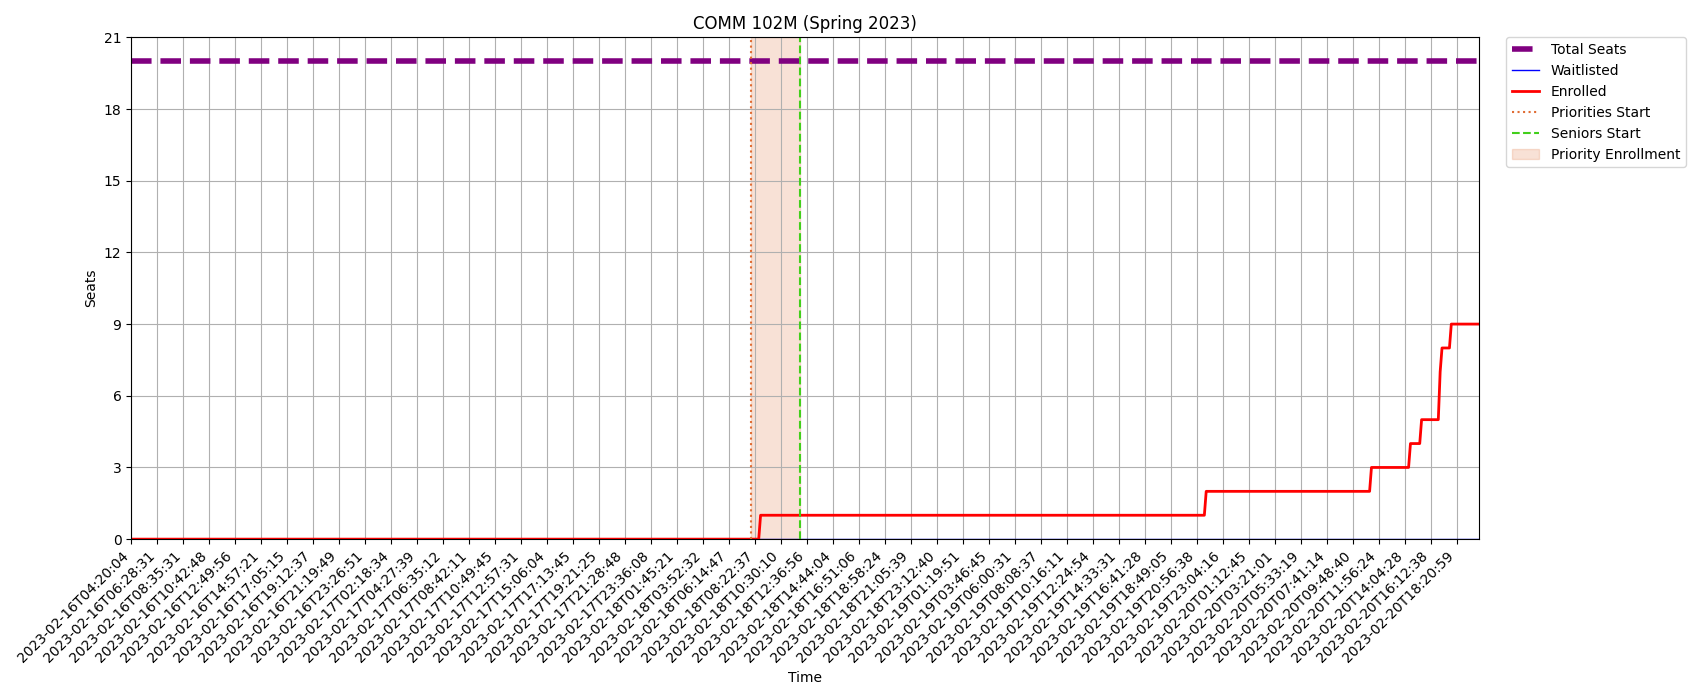 COMM 102M (Spring 2023)
21
18
15
12
9
6
3
0
Seats
Total Seats
Waitlisted
Enrolled
Priorities Start
Seniors Start
Priority Enrollment
2023-02-16T04:20:04
2023-02-16T06:28:31
2023-02-16T08:35:31
2023-02-16T10:42:48
2023-02-16T12:49:56
2023-02-16T14:57:21
2023-02-16T17:05:15
2023-02-16T19:12:37
2023-02-16T21:19:49
2023-02-16T23:26:51
2023-02-17T02:18:34
2023-02-17T04:27:39
2023-02-17T06:35:12
2023-02-17T08:42:11
2023-02-17T10:49:45
2023-02-17T12:57:31
2023-02-17T15:06:04
2023-02-17T17:13:45
2023-02-17T19:21:25
2023-02-17T21:28:48
2023-02-17T23:36:08
2023-02-18T01:45:21
2023-02-18T03:52:32
2023-02-18T06:14:47
2023-02-18T08:22:37
2023-02-18T10:30:10
2023-02-18T12:36:56
2023-02-18T14:44:04
2023-02-18T16:51:06
2023-02-18T18:58:24
2023-02-18T21:05:39
2023-02-18T23:12:40
2023-02-19T01:19:51
2023-02-19T03:46:45
2023-02-19T06:00:31
2023-02-19T08:08:37
2023-02-19T10:16:11
2023-02-19T12:24:54
2023-02-19T14:33:31
2023-02-19T16:41:28
2023-02-19T18:49:05
2023-02-19T20:56:38
2023-02-19T23:04:16
2023-02-20T01:12:45
2023-02-20T03:21:01
2023-02-20T05:33:19
2023-02-20T07:41:14
2023-02-20T09:48:40
2023-02-20T11:56:24
2023-02-20T14:04:28
2023-02-20T16:12:38
2023-02-20T18:20:59
Time